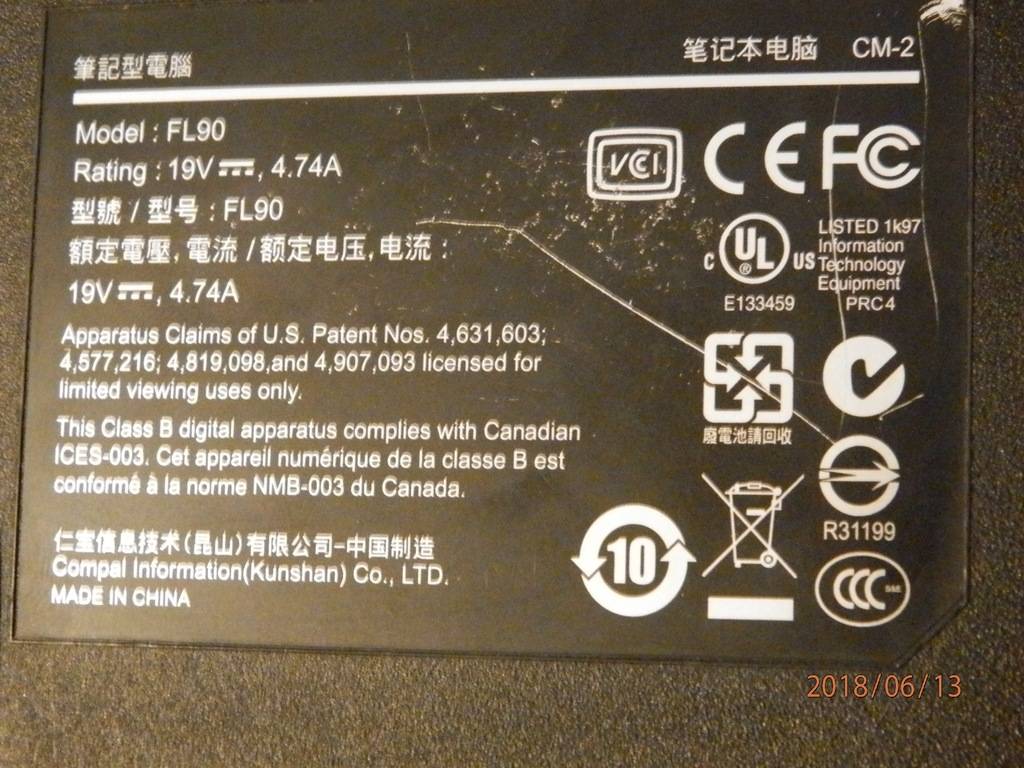 筆記型電腦
笔记本电脑 CM-2
Model : FL90
Rating : 19V, 4.74A
型號 / 型号 : FL90
額定電壓, 電流 / 额定电压, 电流 :
19V, 4.74A
Apparatus Claims of U.S. Patent Nos. 4,631,603;
4,577,216; 4,819,098,and 4,907,093 licensed for
limited viewing uses only.
This Class B digital apparatus complies with Canadian
ICES-003. Cet appareil numérique de la classe B est
conformé à la norme NMB-003 du Canada.
仁宝信息技术(昆山)有限公司-中国制造
Compal Information(Kunshan) Co., LTD.
MADE IN CHINA
VCI
CE FC
C UL ® US
E133459
LISTED 1k97
Information
Technology
Equipment
PRC4
廢電池請回收
R31199
10
CCC S&E
2018/06/13